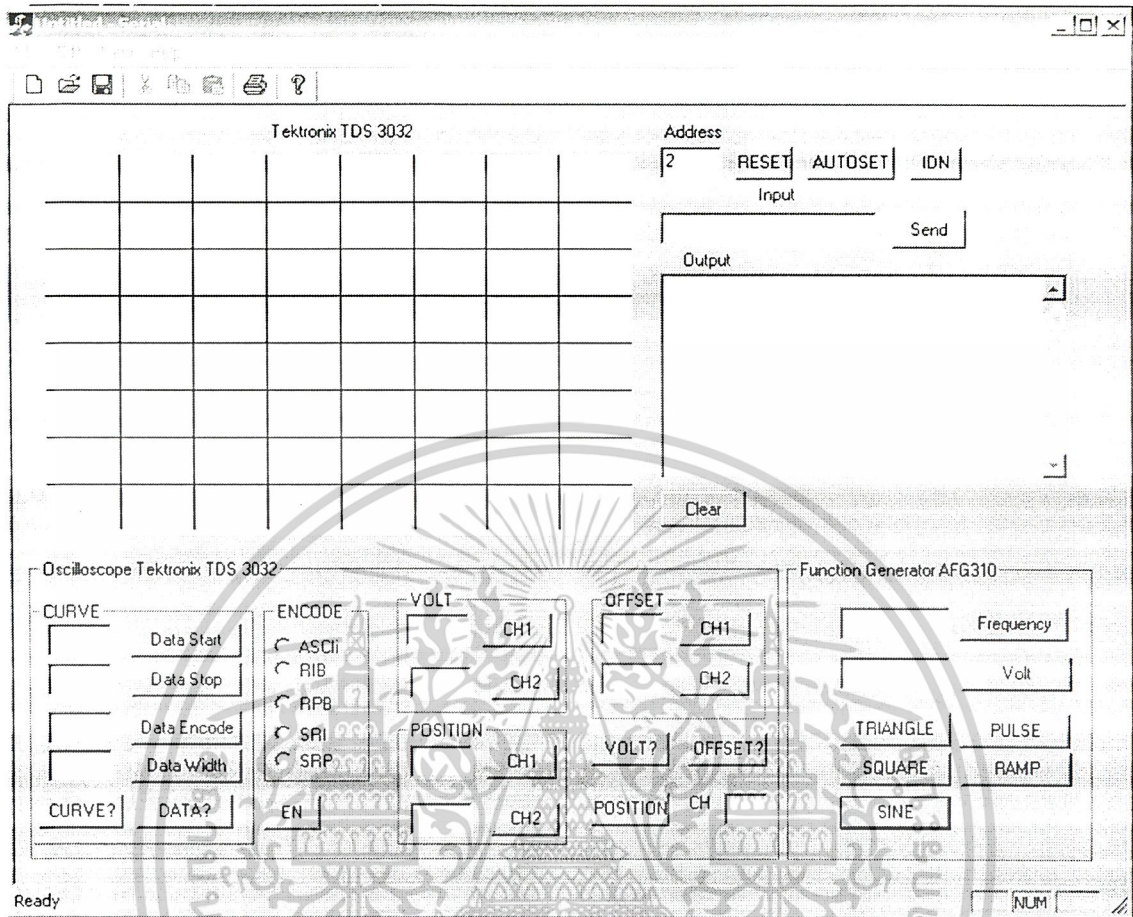 Tektronix TDS 3032
Address
2 RESET AUTOSET IDN
Input
Send
Output
Clear
Oscilloscope Tektronix TDS 3032
CURVE
Data Start
Data Stop
Data Encode
Data Width
CURVE? DATA?
ENCODE
ASCIi
RIB
RPB
SRI
SRP
EN
VOLT
CH1
CH2
POSITION
CH1
CH2
OFFSET
CH1
CH2
VOLT? OFFSET?
POSITION CH
Function Generator AFG310
Frequency
Volt
TRIANGLE PULSE
SQUARE RAMP
SINE
Ready NUM